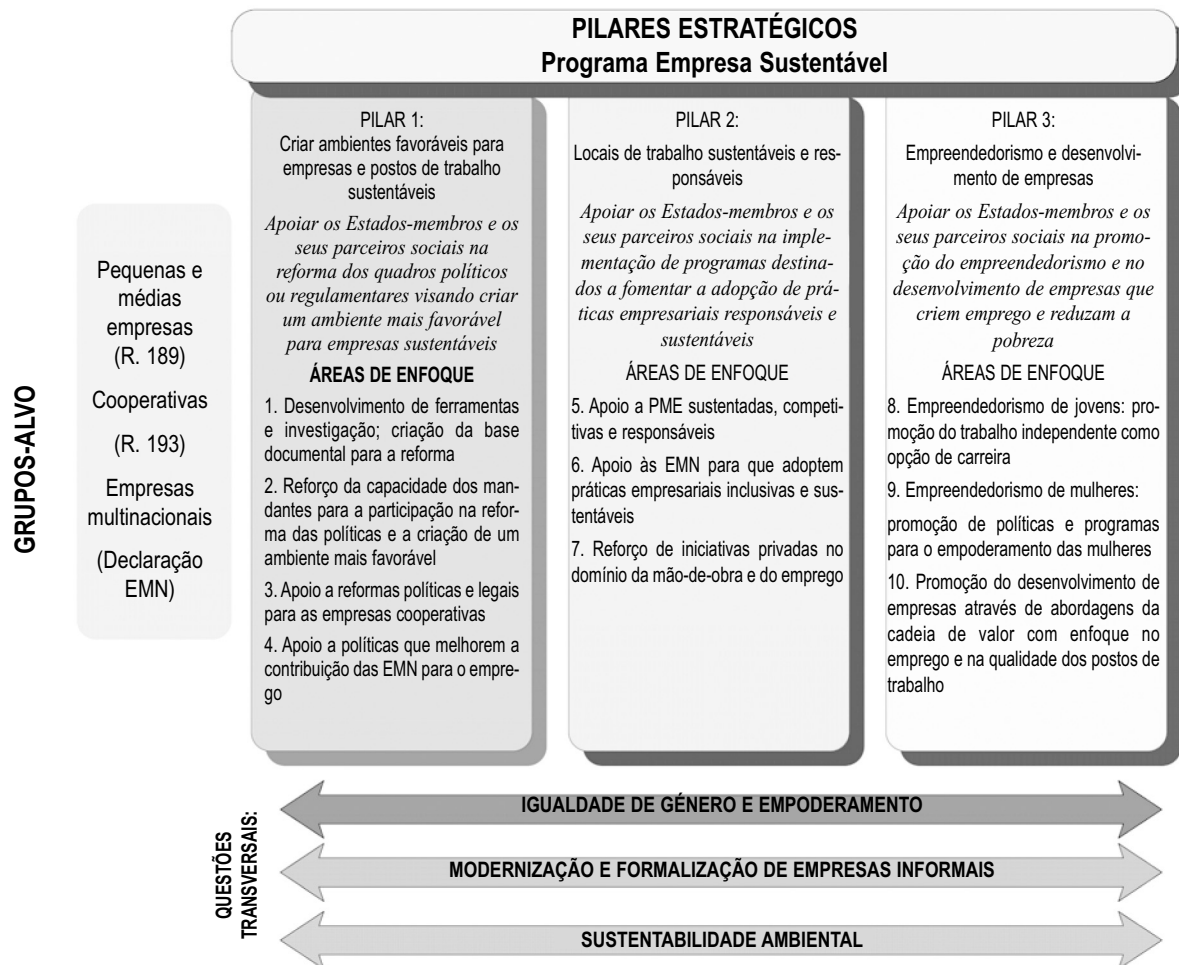 PILARES ESTRATÉGICOS
Programa Empresa Sustentável
GRUPOS-ALVO
Pequenas e
médias
empresas
(R. 189)
Cooperativas
(R. 193)
Empresas
multinacionais
(Declaração
EMN)
PILAR 1:
Criar ambientes favoráveis para
empresas e postos de trabalho
sustentáveis
Apoiar os Estados-membros e os
seus parceiros sociais na
reforma dos quadros políticos
ou regulamentares visando criar
um ambiente mais favorável
para empresas sustentáveis
ÁREAS DE ENFOQUE
1. Desenvolvimento de ferramentas
e investigação; criação da base
documental para a reforma
2. Reforço da capacidade dos man-
dantes para a participação na refor-
ma das políticas e a criação de um
ambiente mais favorável
3. Apoio a reformas políticas e legais
para as empresas cooperativas
4. Apoio a políticas que melhorem a
contribuição das EMN para o empre-
go
PILAR 2:
Locais de trabalho sustentáveis e res-
ponsáveis
Apoiar os Estados-membros e os
seus parceiros sociais na imple-
mentação de programas destina-
dos a fomentar a adopção de prá-
ticas empresariais responsáveis e
sustentáveis
ÁREAS DE ENFOQUE
5. Apoio a PME sustentadas, competi-
tivas e responsáveis
6. Apoio às EMN para que adoptem
práticas empresariais inclusivas e sus-
tentáveis
7. Reforço de iniciativas privadas no
domínio da mão-de-obra e do emprego
PILAR 3:
Empreendedorismo e desenvolvi-
mento de empresas
Apoiar os Estados-membros e os
seus parceiros sociais na promo-
ção do empreendedorismo e no
desenvolvimento de empresas que
criem emprego e reduzam a
pobreza
ÁREAS DE ENFOQUE
8. Empreendedorismo de jovens: pro-
moção do trabalho independente como
opção de carreira
9. Empreendedorismo de mulheres:
promoção de políticas e programas
para o empoderamento das mulheres
10. Promoção do desenvolvimento de
empresas através de abordagens da
cadeia de valor com enfoque no
emprego e na qualidade dos postos de
trabalho
QUESTÕES
TRANSVERSAIS:
IGUALDADE DE GÉNERO E EMPODERAMENTO
MODERNIZAÇÃO E FORMALIZAÇÃO DE EMPRESAS INFORMAIS
SUSTENTABILIDADE AMBIENTAL